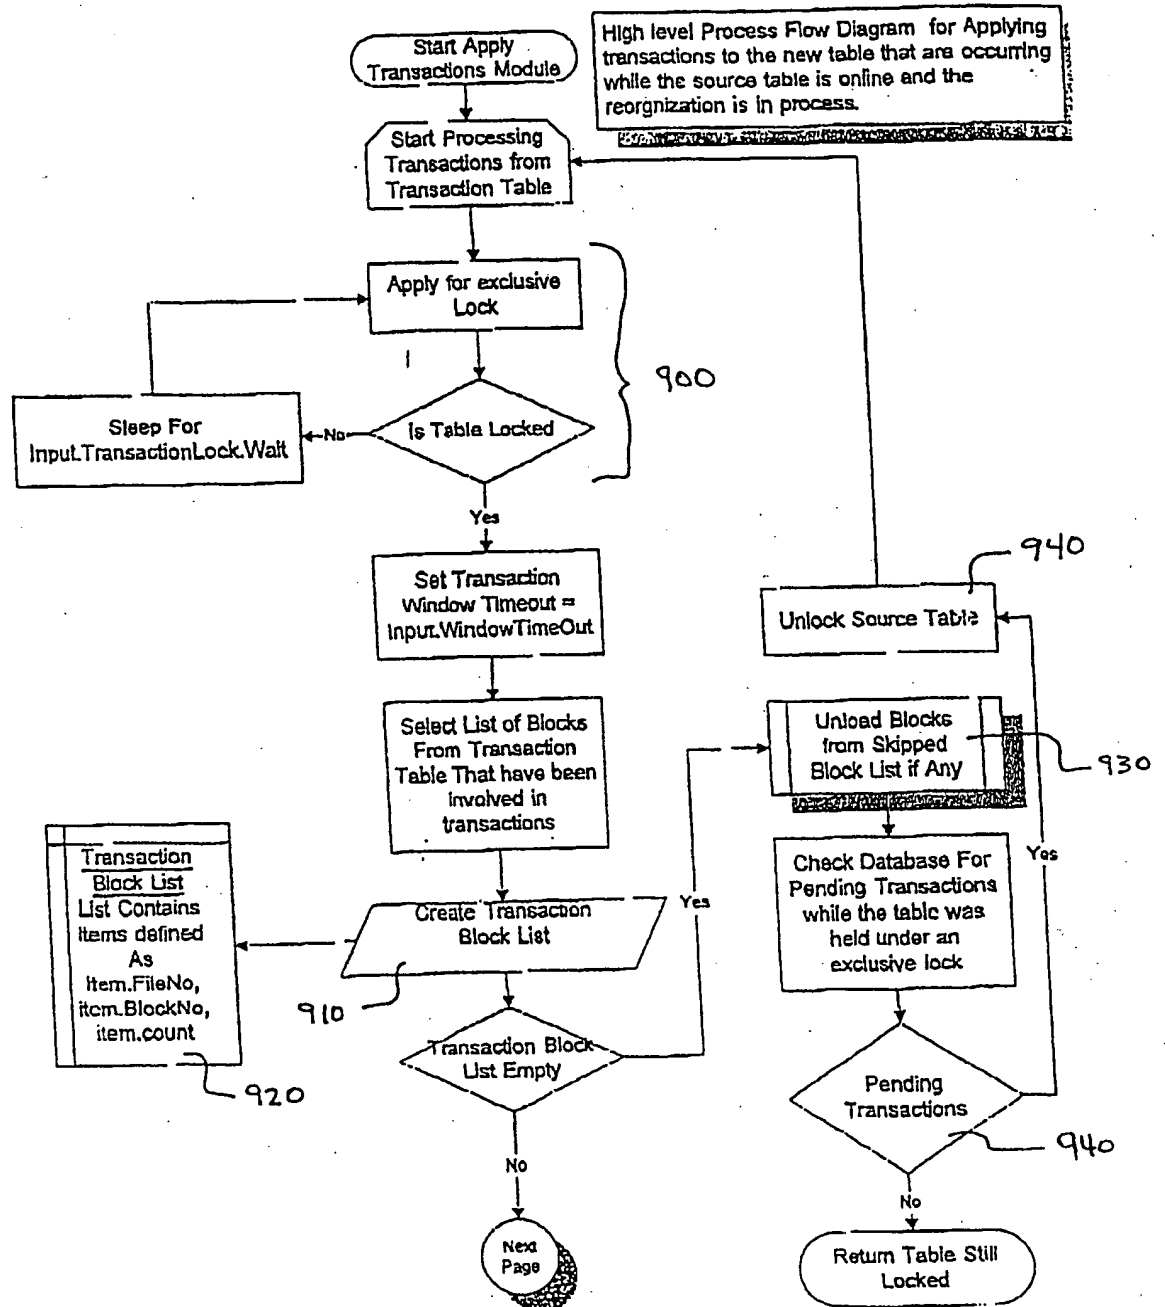 Start Apply
Transactions Module
High level Process Flow Diagram for Applying
transactions to the new table that are occurring
while the source table is online and the
reorgnization is in process.
Start Processing
Transactions from
Transaction Table
Apply for exclusive
Lock
900
Is Table Locked
No
Sleep For
Input.TransactionLock.Wait
Yes
Set Transaction
Window Timeout =
Input.WindowTimeOut
940
Unlock Source Table
Select List of Blocks
From Transaction
Table That have been
involved in
transactions
Unload Blocks
from Skipped
Block List if Any
930
Transaction
Block List
List Contains
items defined
As
Item.FileNo,
item.BlockNo,
item.count
920
Create Transaction
Block List
910
Yes
Check Database For
Pending Transactions
while the table was
held under an
exclusive lock
Yes
Transaction Block
List Empty
Pending
Transactions
940
No
No
Next
Page
Return Table Still
Locked